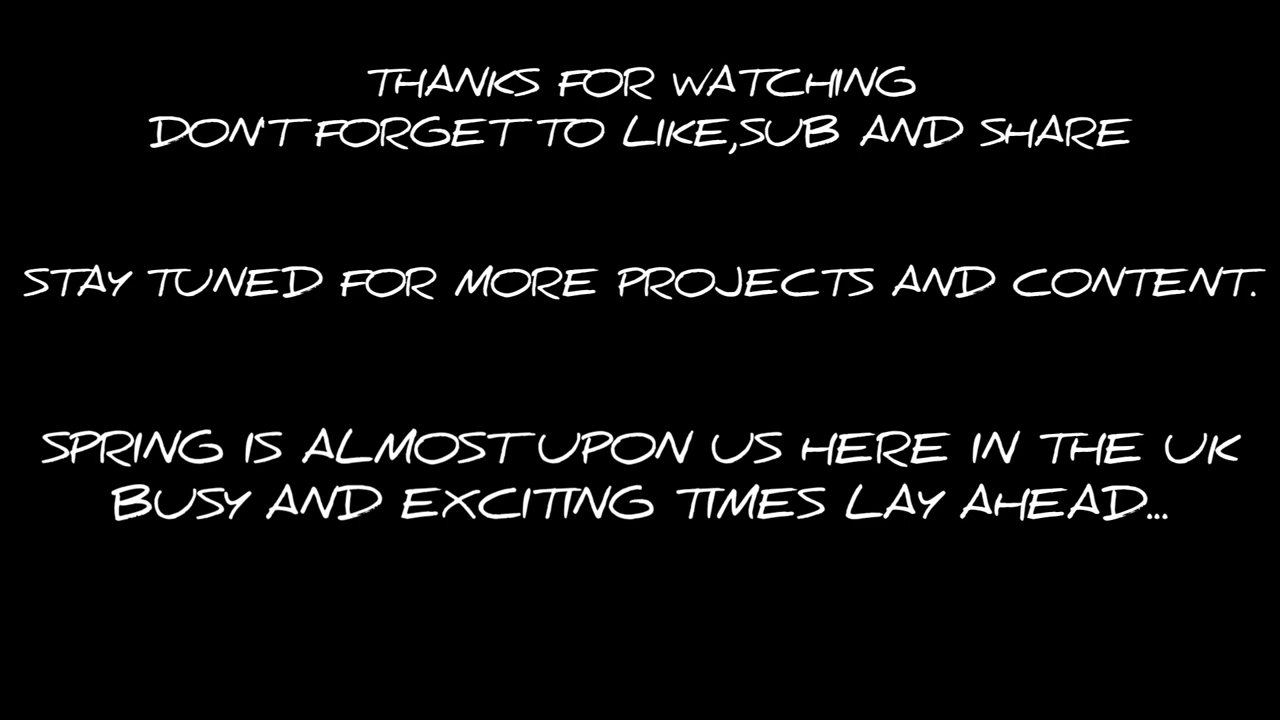 THANKS FOR WATCHING
DON'T FORGET TO LIKE,SUB AND SHARE
STAY TUNED FOR MORE PROJECTS AND CONTENT.
SPRING IS ALMOST UPON US HERE IN THE UK
BUSY AND EXCITING TIMES LAY AHEAD...